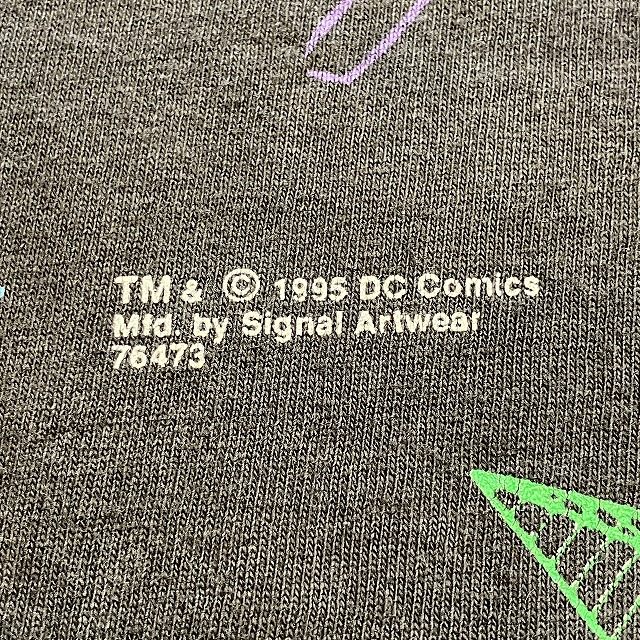 TM & © 1995 DC Comics
Mfd. by Signal Artwear
76473